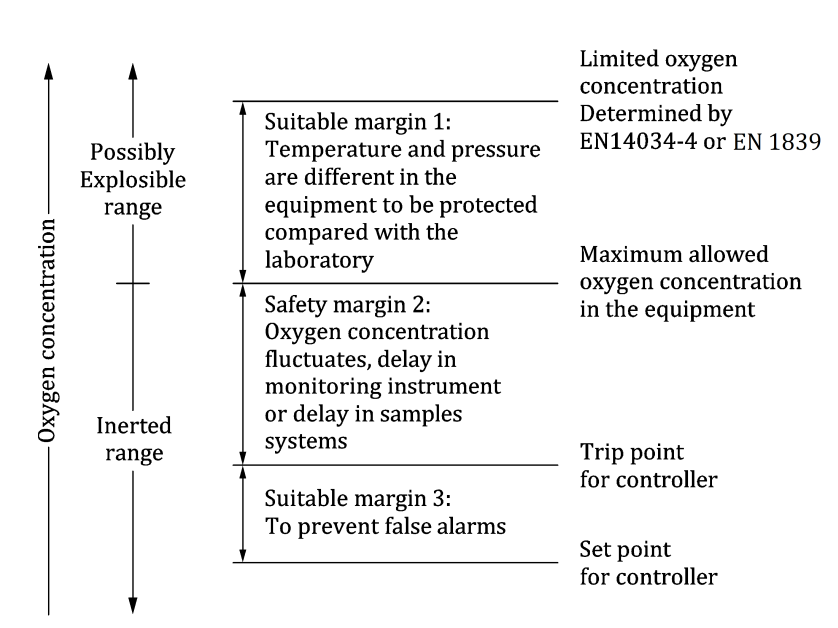 Oxygen concentration
Possibly
Explosible
range
Inerted
range
Suitable margin 1:
Temperature and pressure
are different in the
equipment to be protected
compared with the
laboratory
Safety margin 2:
Oxygen concentration
fluctuates, delay in
monitoring instrument
or delay in samples
systems
Suitable margin 3:
To prevent false alarms
Limited oxygen
concentration
Determined by
EN14034-4 or EN 1839
Maximum allowed
oxygen concentration
in the equipment
Trip point
for controller
Set point
for controller